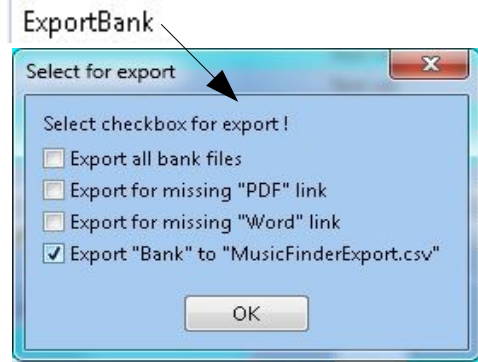 ExportBank
Select for export
Select checkbox for export !
Export all bank files
Export for missing "PDF" link
Export for missing "Word" link
Export "Bank" to "MusicFinderExport.csv"
OK